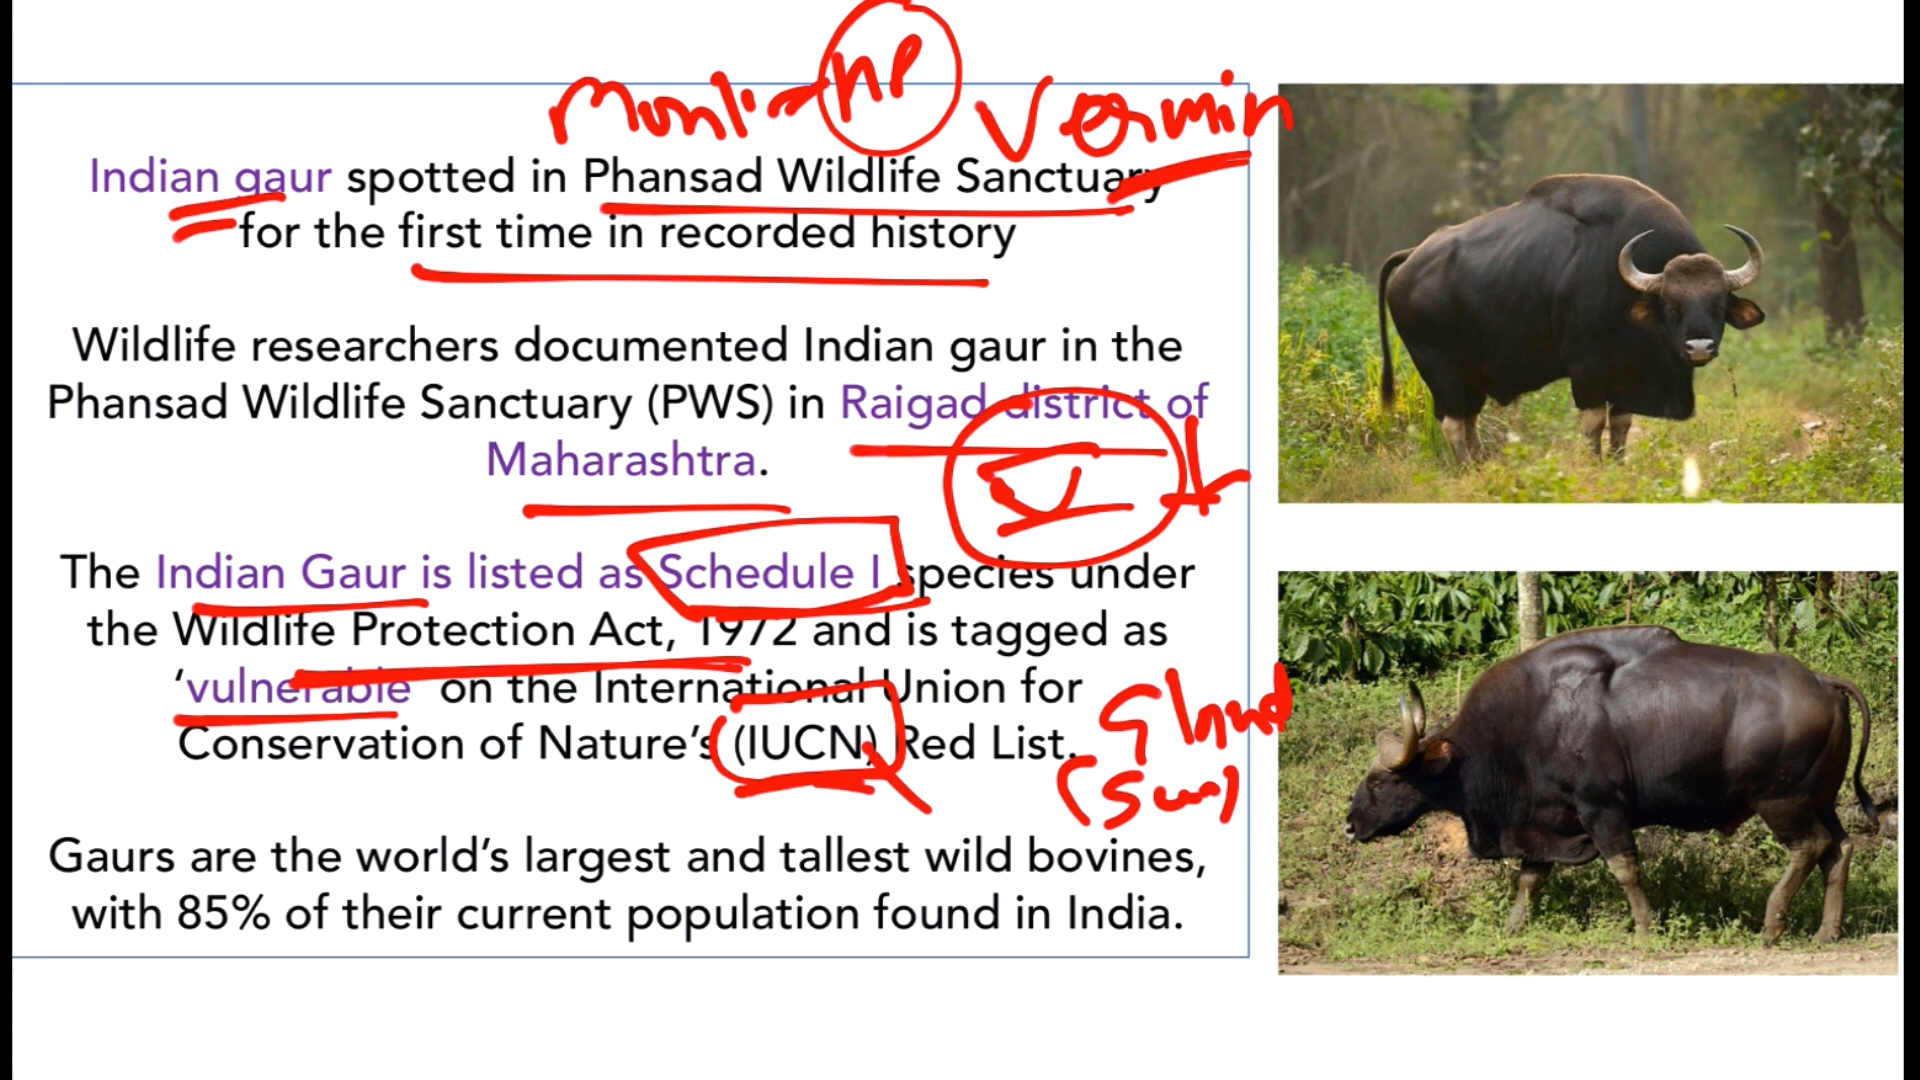 Monk → HP Vermin
Indian gaur spotted in Phansad Wildlife Sanctuary
for the first time in recorded history
Wildlife researchers documented Indian gaur in the
Phansad Wildlife Sanctuary (PWS) in Raigad district of
Maharashtra.
V
The Indian Gaur is listed as Schedule I species under
the Wildlife Protection Act, 1972 and is tagged as
‘vulnerable’ on the International Union for
Conservation of Nature’s (IUCN) Red List.
Gaurs are the world’s largest and tallest wild bovines,
with 85% of their current population found in India.